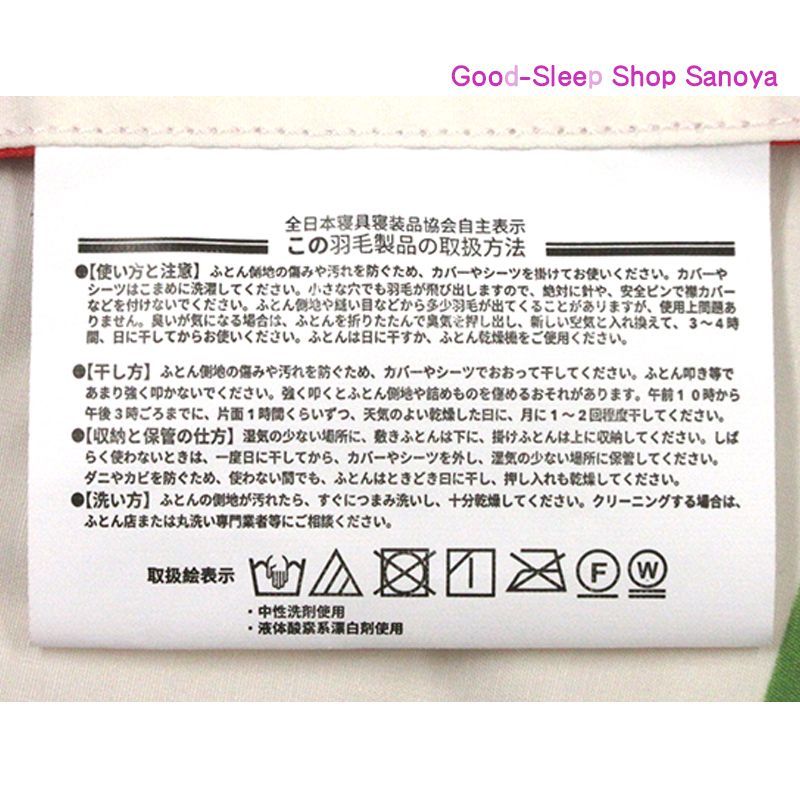 Good-Sleep Shop Sanoya
全日本寝具寝装品協会自主表示
この羽毛製品の取扱方法
●【使い方と注意】ふとん側地の傷みや汚れを防ぐため、カバーやシーツを掛けてお使いください。カバーや
シーツはこまめに洗濯してください。小さな穴でも羽毛が飛び出しますので、絶対に針や、安全ピンで襟カバー
などを付けないでください。ふとん側地や縫い目などから多少羽毛が出てくることがありますが、使用上問題あ
りません。臭いが気になる場合は、ふとんを折りたたんで臭気を押し出し、新しい空気と入れ換えて、3～4時
間、日に干してからお使いください。ふとんは日に干すか、ふとん乾燥機をご使用ください。
●【干し方】ふとん側地の傷みや汚れを防ぐため、カバーやシーツでおおって干してください。ふとん叩き等で
あまり強く叩かないでください。強く叩くとふとん側地や詰めものを傷めるおそれがあります。午前10時から
午後3時ごろまでに、片面1時間くらいずつ、天気のよい乾燥した日に、月に1～2回程度干してください。
●【収納と保管の仕方】湿気の少ない場所に、敷きふとんは下に、掛けふとんは上に収納してください。しば
らく使わないときは、一度日に干してから、カバーやシーツを外し、湿気の少ない場所に保管してください。
ダニやカビを防ぐため、使わない間でも、ふとんはときどき日に干し、押し入れも乾燥してください。
●【洗い方】ふとんの側地が汚れたら、すぐにつまみ洗いし、十分乾燥してください。クリーニングする場合は、
ふとん店または丸洗い専門業者等にご相談ください。
取扱絵表示 F W
・中性洗剤使用
・液体酸素系漂白剤使用